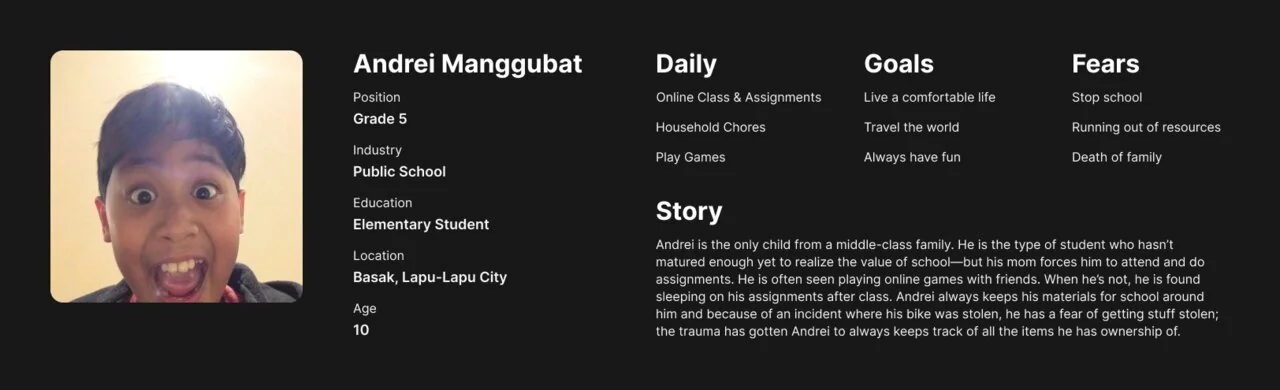 Andrei Manggubat
Position
Grade 5
Industry
Public School
Education
Elementary Student
Location
Basak, Lapu-Lapu City
Age
10
Daily
Online Class & Assignments
Household Chores
Play Games
Goals
Live a comfortable life
Travel the world
Always have fun
Fears
Stop school
Running out of resources
Death of family
Story
Andrei is the only child from a middle-class family. He is the type of student who hasn’t
matured enough yet to realize the value of school—but his mom forces him to attend and do
assignments. He is often seen playing online games with friends. When he’s not, he is found
sleeping on his assignments after class. Andrei always keeps his materials for school around
him and because of an incident where his bike was stolen, he has a fear of getting stuff stolen;
the trauma has gotten Andrei to always keeps track of all the items he has ownership of.